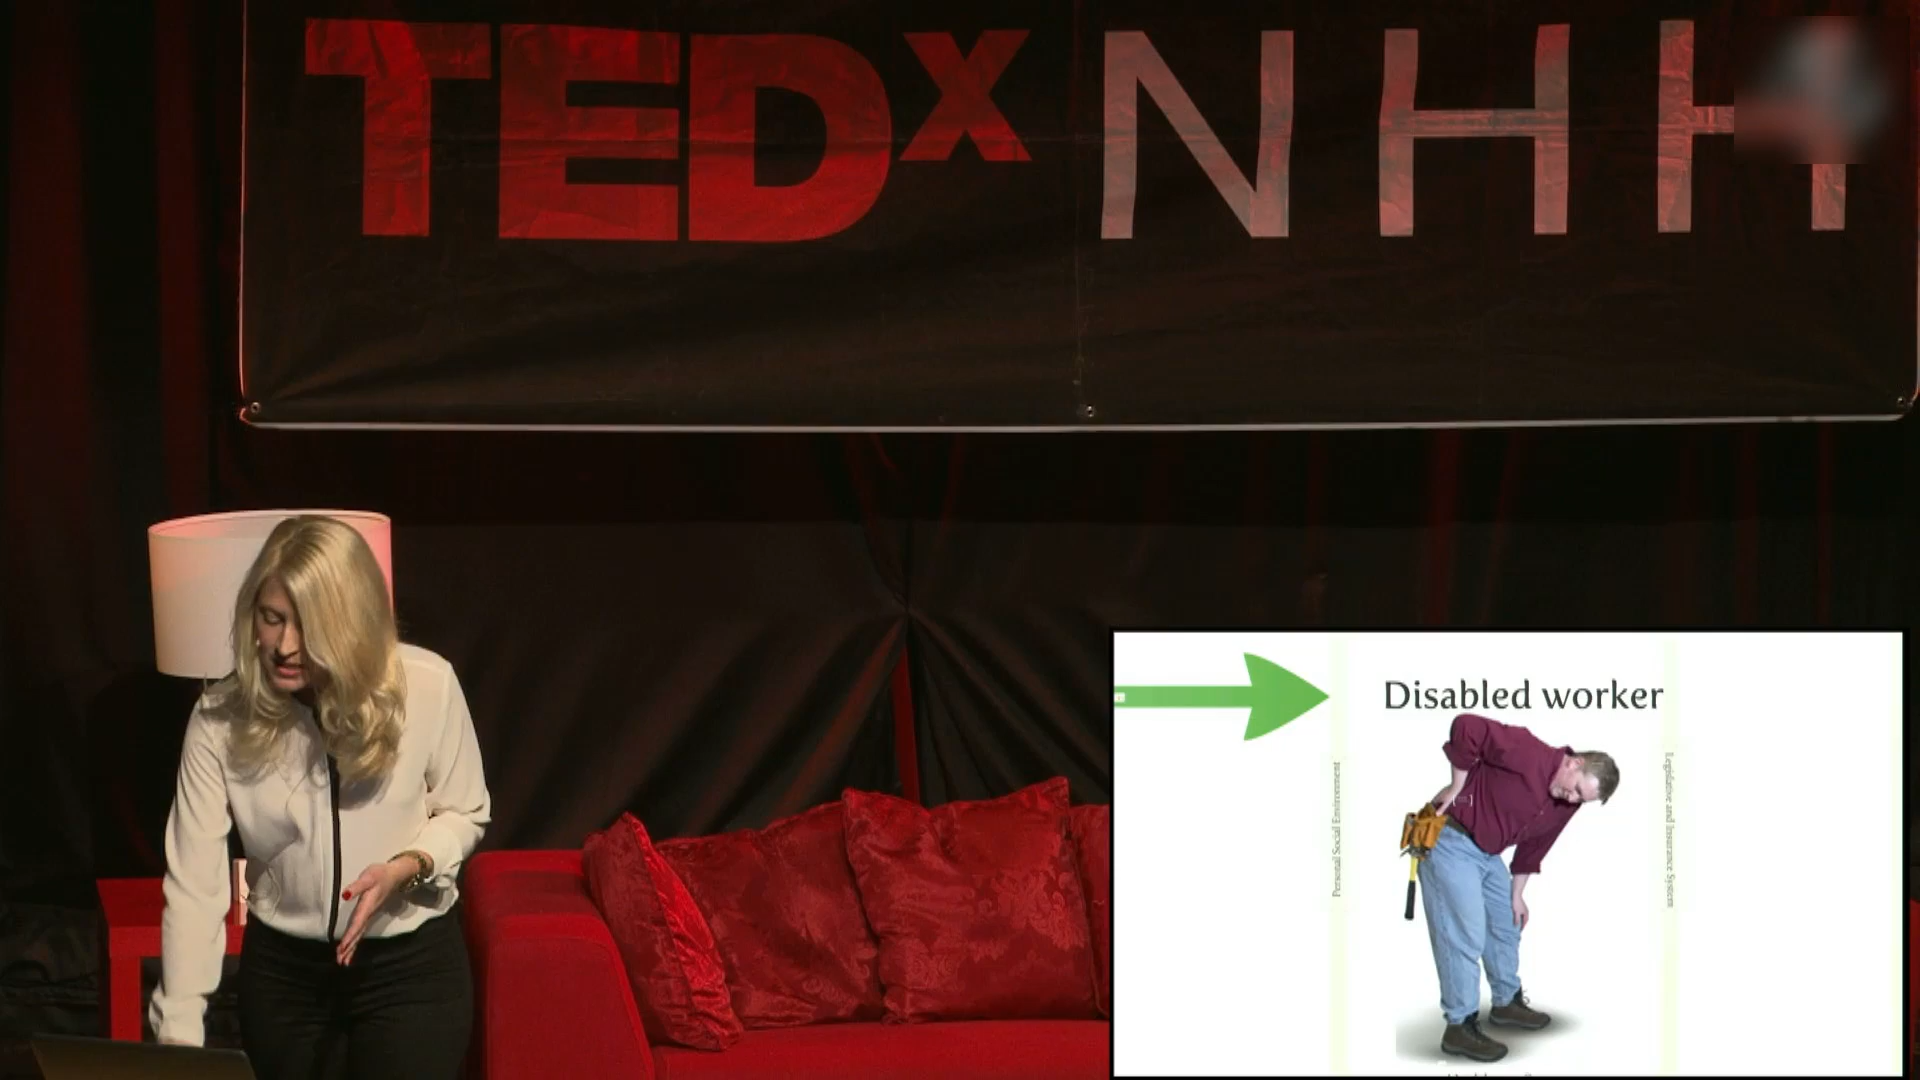 TEDx NHH
Disabled worker
Personal Social Environment
Legislative and Insurance System